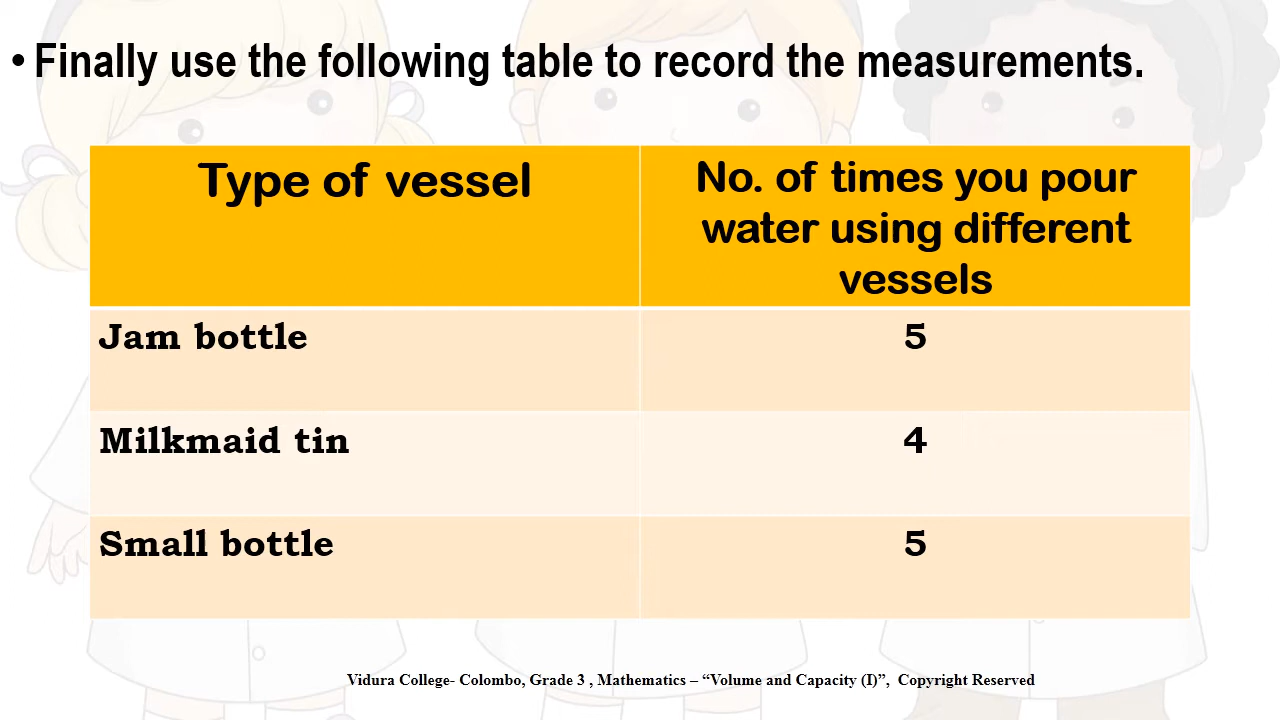 • Finally use the following table to record the measurements.
Type of vessel
No. of times you pour
water using different
vessels
Jam bottle
5
Milkmaid tin
4
Small bottle
5
Vidura College- Colombo, Grade 3 , Mathematics – “Volume and Capacity (I)”,  Copyright Reserved